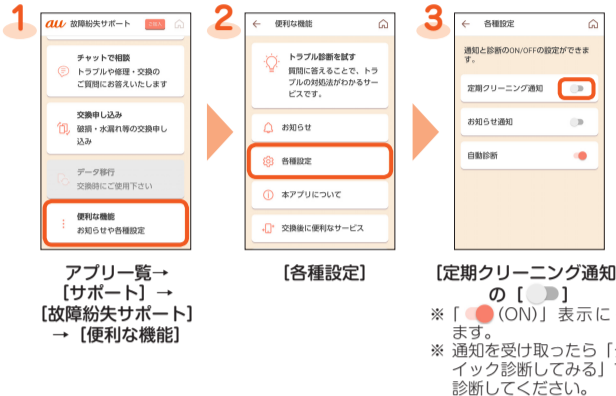 1
au 故障紛失サポート
チャットで相談
トラブルや修理・交換の
ご質問にお答えいたします
交換申し込み
破損・水漏れ等の交換申し
込み
データ移行
交換時にご使用下さい
便利な機能
お知らせや各種設定
アプリ一覧→
[サポート] →
[故障紛失サポート]
→ [便利な機能]
2
← 便利な機能
トラブル診断を試す
質問に答えることで、トラ
ブルの対処法がわかるサー
ビスです。
お知らせ
各種設定
本アプリについて
交換後に便利なサービス
[各種設定]
3
← 各種設定
通知と診断のON/OFFの設定ができま
す。
定期クリーニング通知
お知らせ通知
自動診断
[定期クリーニング通知
の [ ]
※ 「 (ON)」表示に
ます。
※ 通知を受け取ったら「
イック診断してみる」
診断してください。